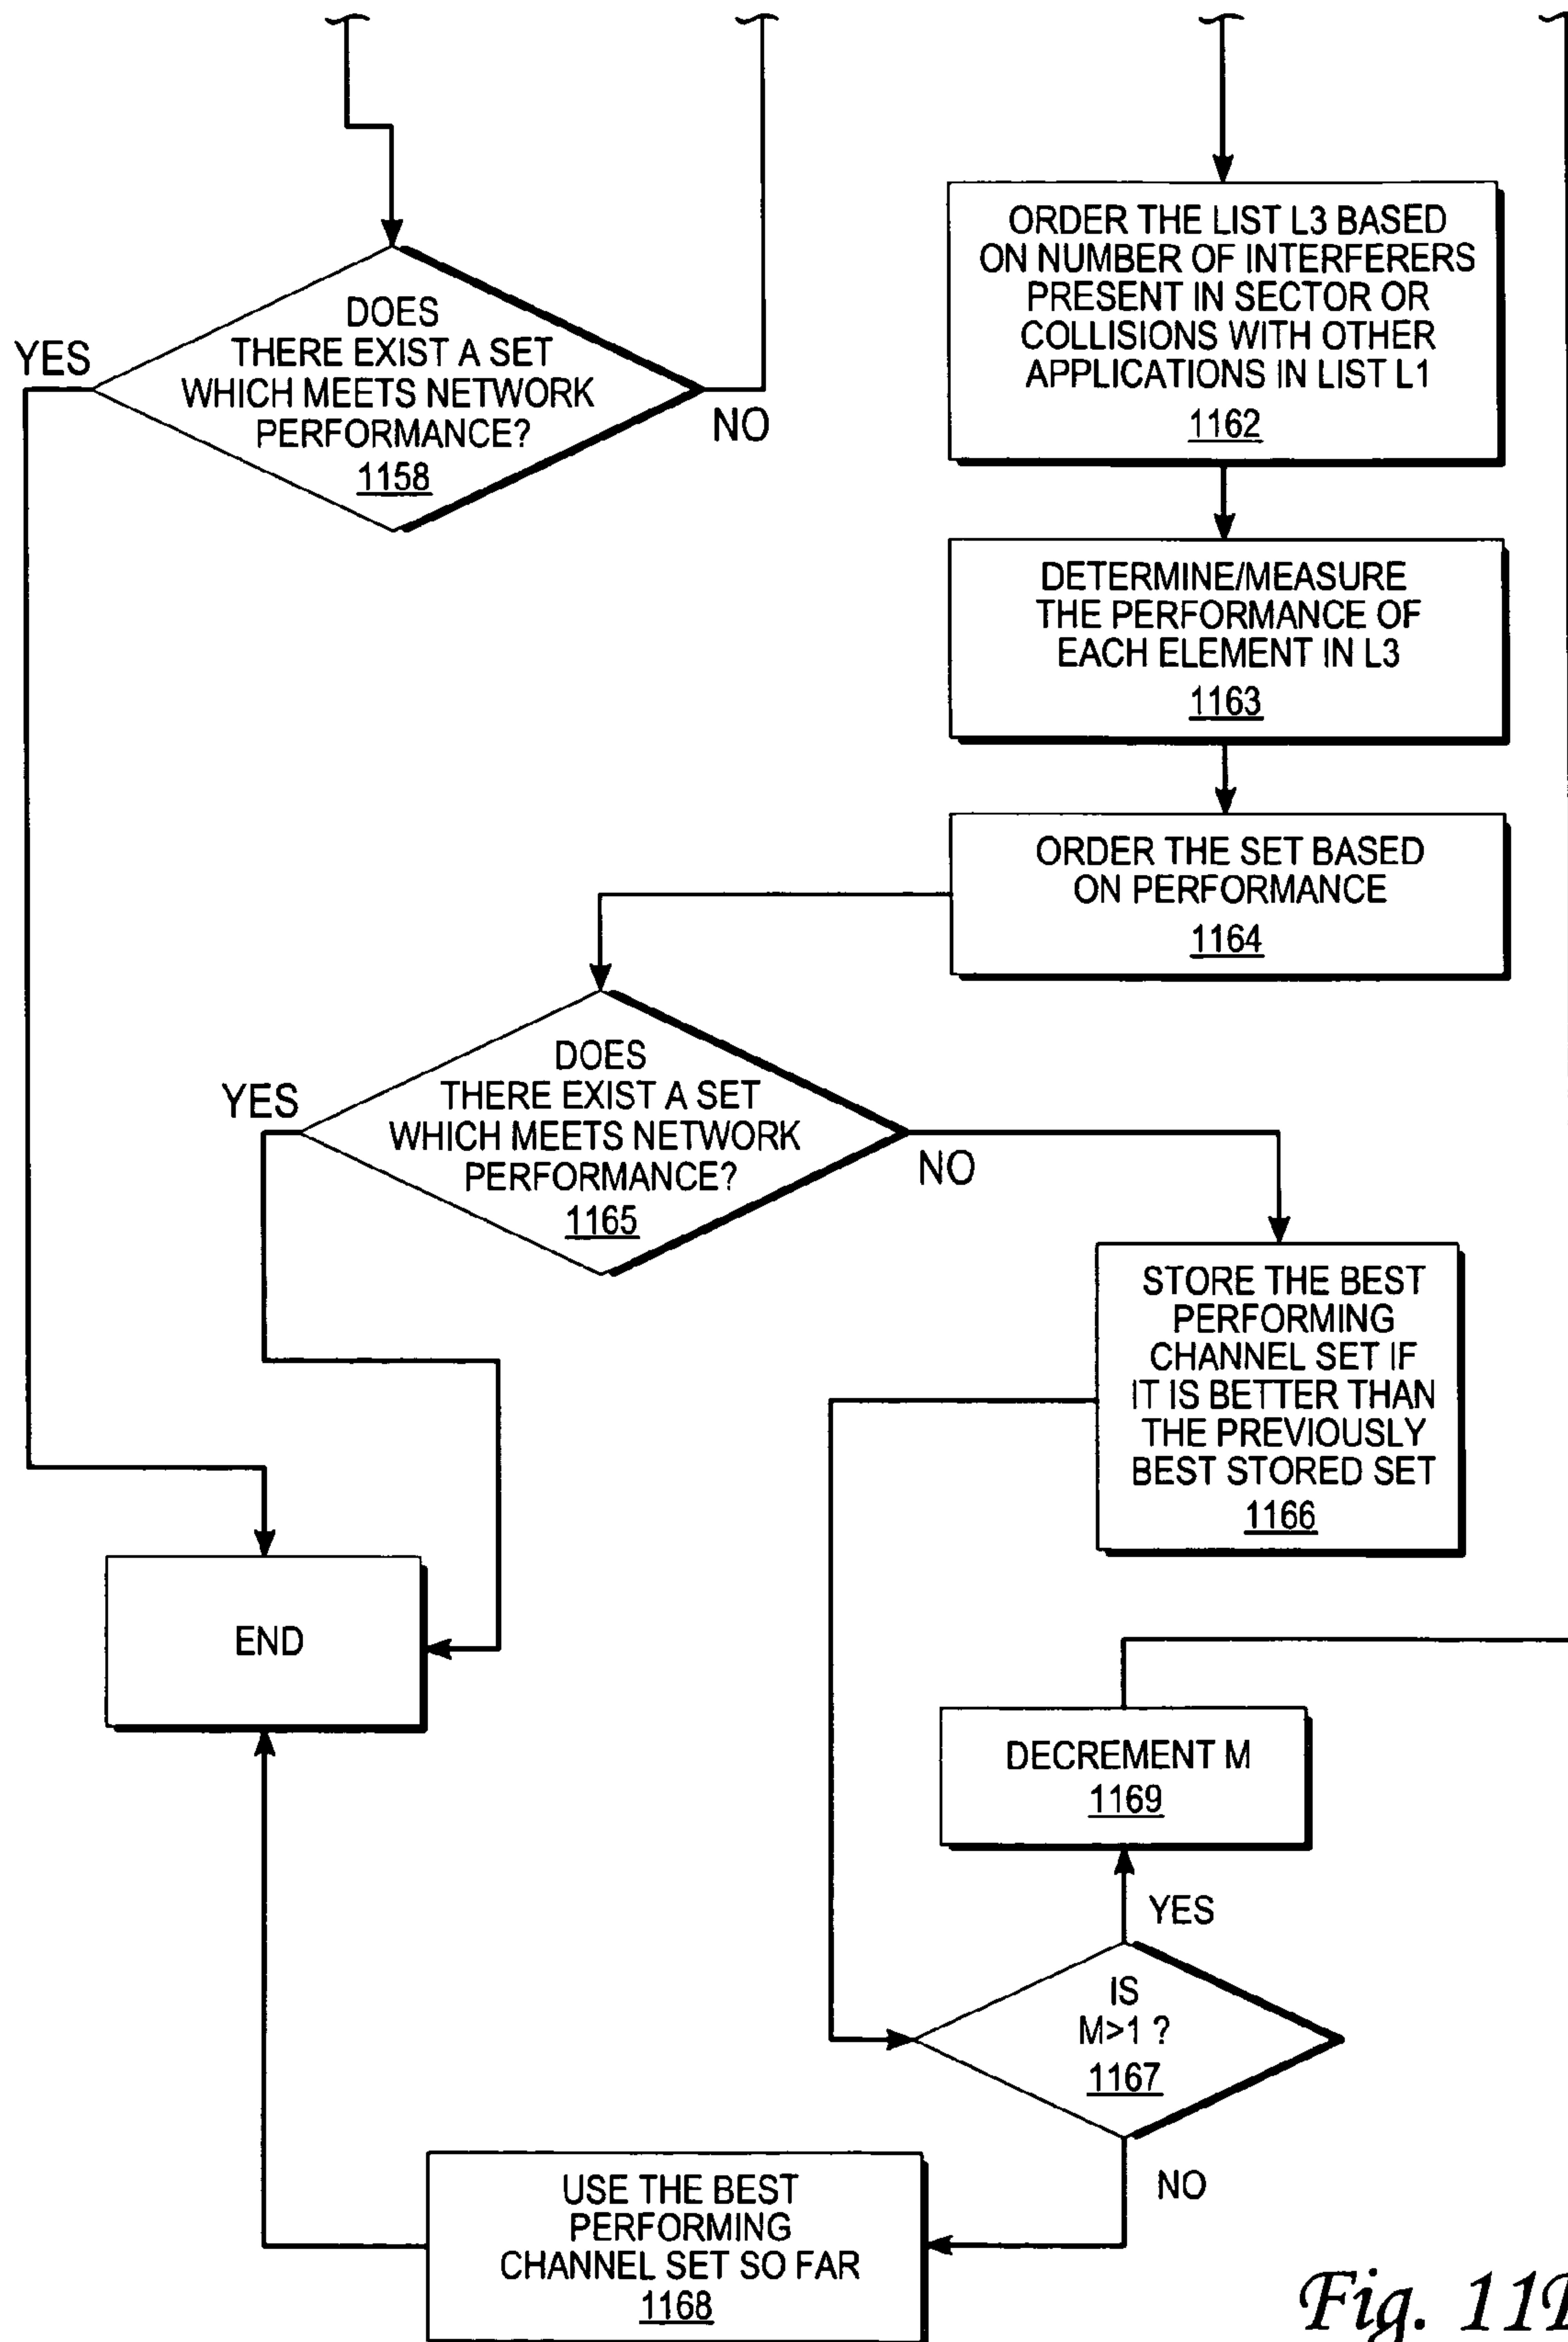 DOES
THERE EXIST A SET
WHICH MEETS NETWORK
PERFORMANCE?
1158
YES
NO
ORDER THE LIST L3 BASED
ON NUMBER OF INTERFERERS
PRESENT IN SECTOR OR
COLLISIONS WITH OTHER
APPLICATIONS IN LIST L1
1162
DETERMINE/MEASURE
THE PERFORMANCE OF
EACH ELEMENT IN L3
1163
ORDER THE SET BASED
ON PERFORMANCE
1164
DOES
THERE EXIST A SET
WHICH MEETS NETWORK
PERFORMANCE?
1165
YES
NO
STORE THE BEST
PERFORMING
CHANNEL SET IF
IT IS BETTER THAN
THE PREVIOUSLY
BEST STORED SET
1166
END
DECREMENT M
1169
YES
IS
M>1 ?
1167
NO
USE THE BEST
PERFORMING
CHANNEL SET SO FAR
1168
Fig.